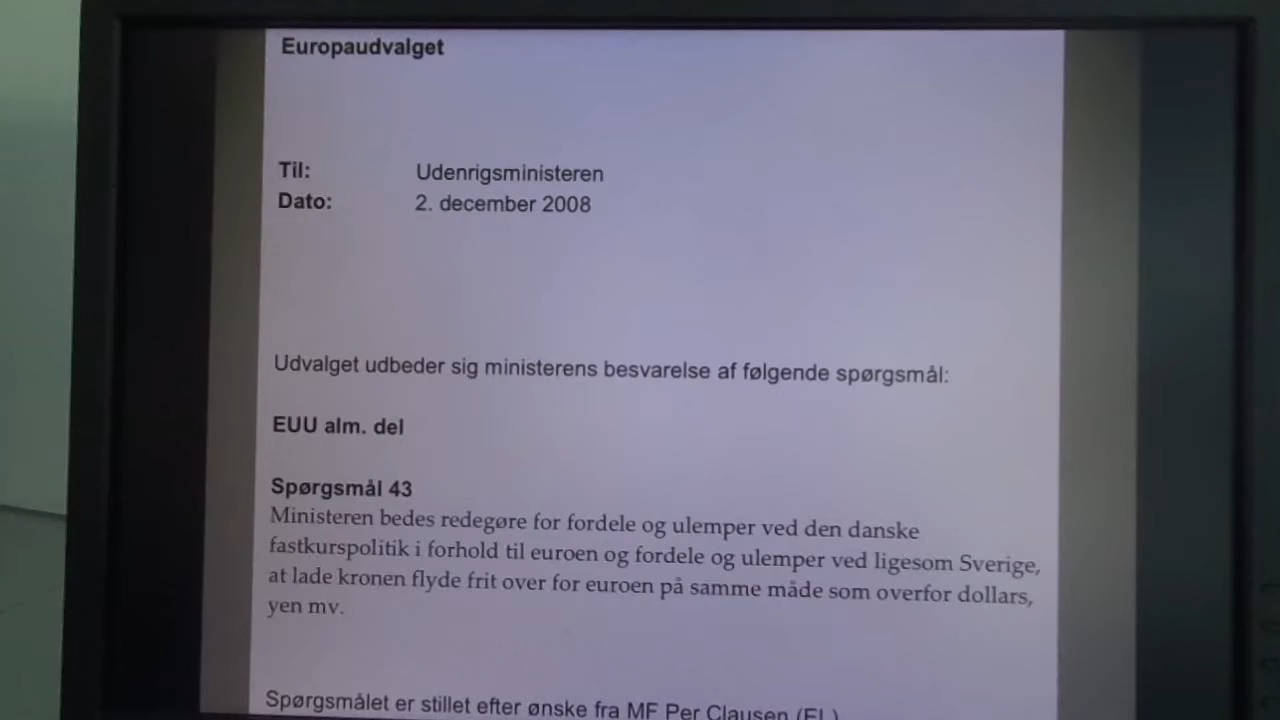 Europaudvalget
Til: Udenrigsministeren
Dato: 2. december 2008
Udvalget udbeder sig ministerens besvarelse af følgende spørgsmål:
EUU alm. del
Spørgsmål 43
Ministeren bedes redegøre for fordele og ulemper ved den danske
fastkurspolitik i forhold til euroen og fordele og ulemper ved ligesom Sverige,
at lade kronen flyde frit over for euroen på samme måde som overfor dollars,
yen mv.
Spørgsmålet er stillet efter ønske fra MF Per Clausen (EL)